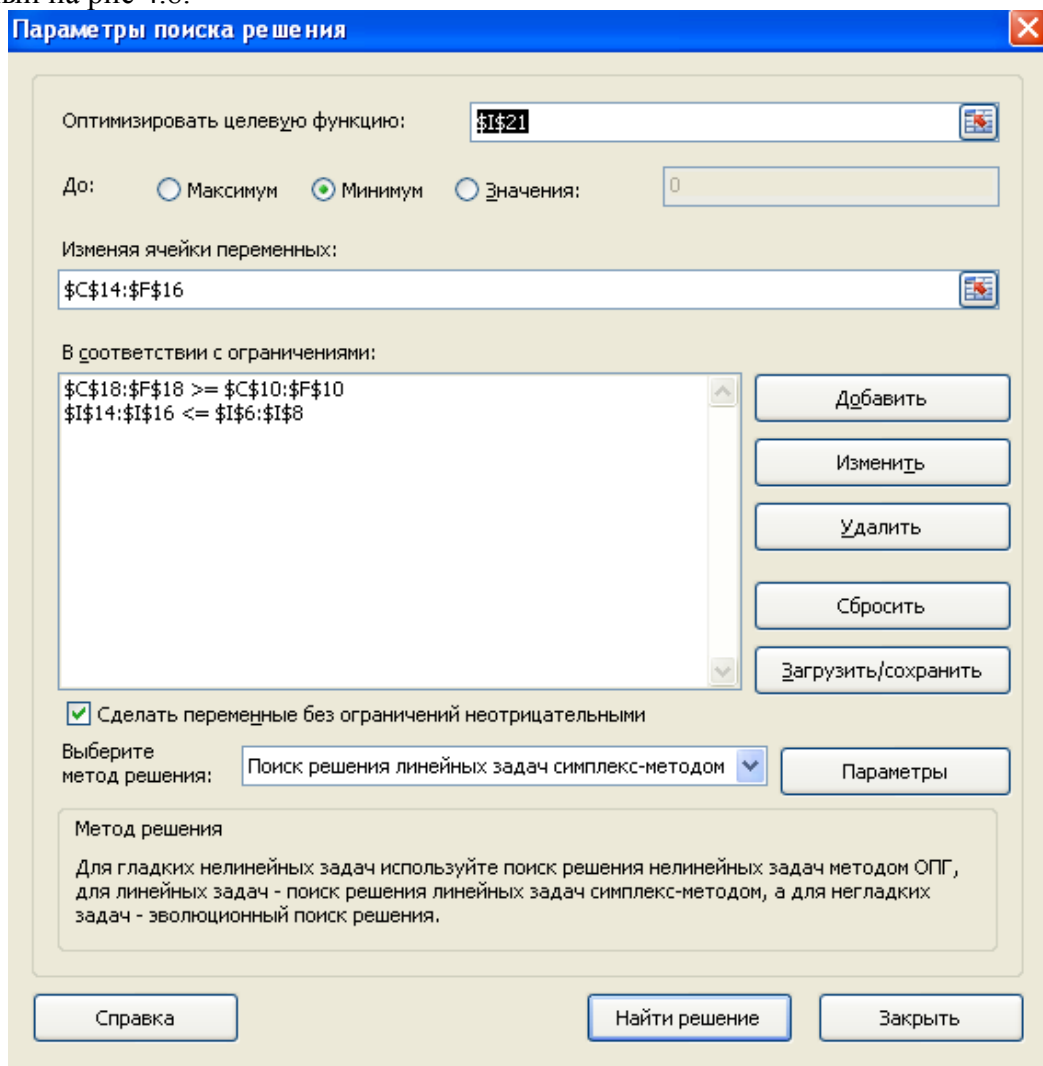 на рис 4.8.
Параметры поиска решения
Оптимизировать целевую функцию: $I$21
До: Максимум Минимум Значения: 0
Изменяя ячейки переменных:
$C$14:$F$16
В соответствии с ограничениями:
$C$18:$F$18 >= $C$10:$F$10
$I$14:$I$16 <= $I$6:$I$8
Добавить
Изменить
Удалить
Сбросить
Загрузить/сохранить
Сделать переменные без ограничений неотрицательными
Выберите
метод решения: Поиск решения линейных задач симплекс-методом Параметры
Метод решения
Для гладких нелинейных задач используйте поиск решения нелинейных задач методом ОПГ,
для линейных задач - поиск решения линейных задач симплекс-методом, а для негладких
задач - эволюционный поиск решения.
Справка Найти решение Закрыть